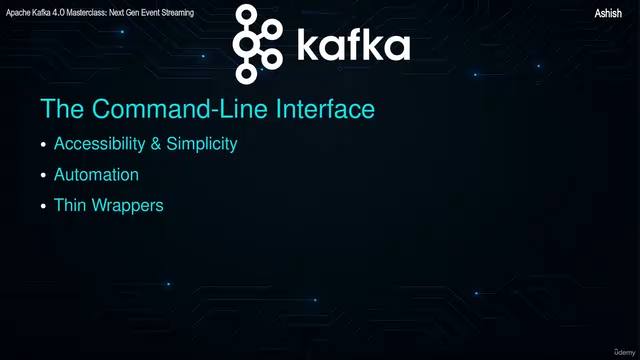 Apache Kafka 4.0 Masterclass: Next Gen Event Streaming
Ashish
kafka
The Command-Line Interface
• Accessibility & Simplicity
• Automation
• Thin Wrappers
ûdemy